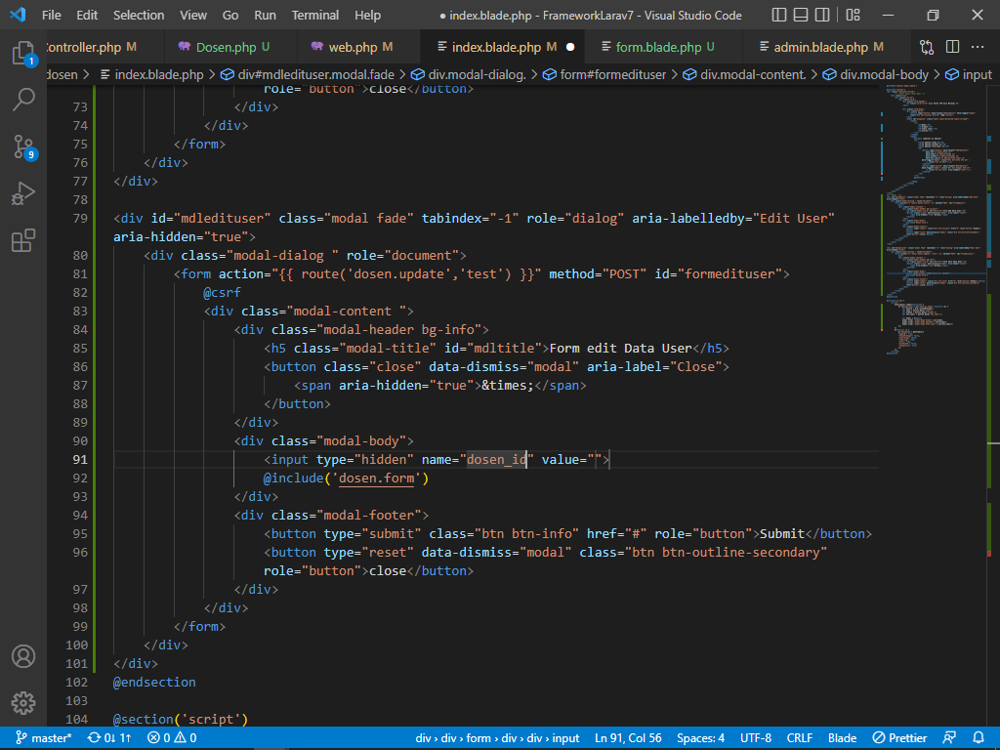 File Edit Selection View Go Run Terminal Help ● index.blade.php - FrameworkLarav7 - Visual Studio Code
Controller.php M Dosen.php U web.php M index.blade.php M ● form.blade.php U admin.blade.php M ···
dosen > index.blade.php > div#mdledituser.modal.fade > div.modal-dialog. > form#formedituser > div.modal-content. > div.modal-body > input
role="button">close</button>
73 </div>
74 </div>
75 </form>
76 </div>
77 </div>
78
79 <div id="mdledituser" class="modal fade" tabindex="-1" role="dialog" aria-labelledby="Edit User"
aria-hidden="true">
80 <div class="modal-dialog " role="document">
81 <form action="{{ route('dosen.update','test') }}" method="POST" id="formedituser">
82 @csrf
83 <div class="modal-content ">
84 <div class="modal-header bg-info">
85 <h5 class="modal-title" id="mdltitle">Form edit Data User</h5>
86 <button class="close" data-dismiss="modal" aria-label="Close">
87 <span aria-hidden="true">&times;</span>
88 </button>
89 </div>
90 <div class="modal-body">
91 <input type="hidden" name="dosen_id" value="">
92 @include('dosen.form')
93 </div>
94 <div class="modal-footer">
95 <button type="submit" class="btn btn-info" href="#" role="button">Submit</button>
96 <button type="reset" data-dismiss="modal" class="btn btn-outline-secondary"
role="button">close</button>
97 </div>
98 </div>
99 </form>
100 </div>
101 </div>
102 @endsection
103
104 @section('script')
1
9
master* 0↓ 1↑ 0 0 div › div › form › div › div › input Ln 91, Col 56 Spaces: 4 UTF-8 CRLF Blade Prettier